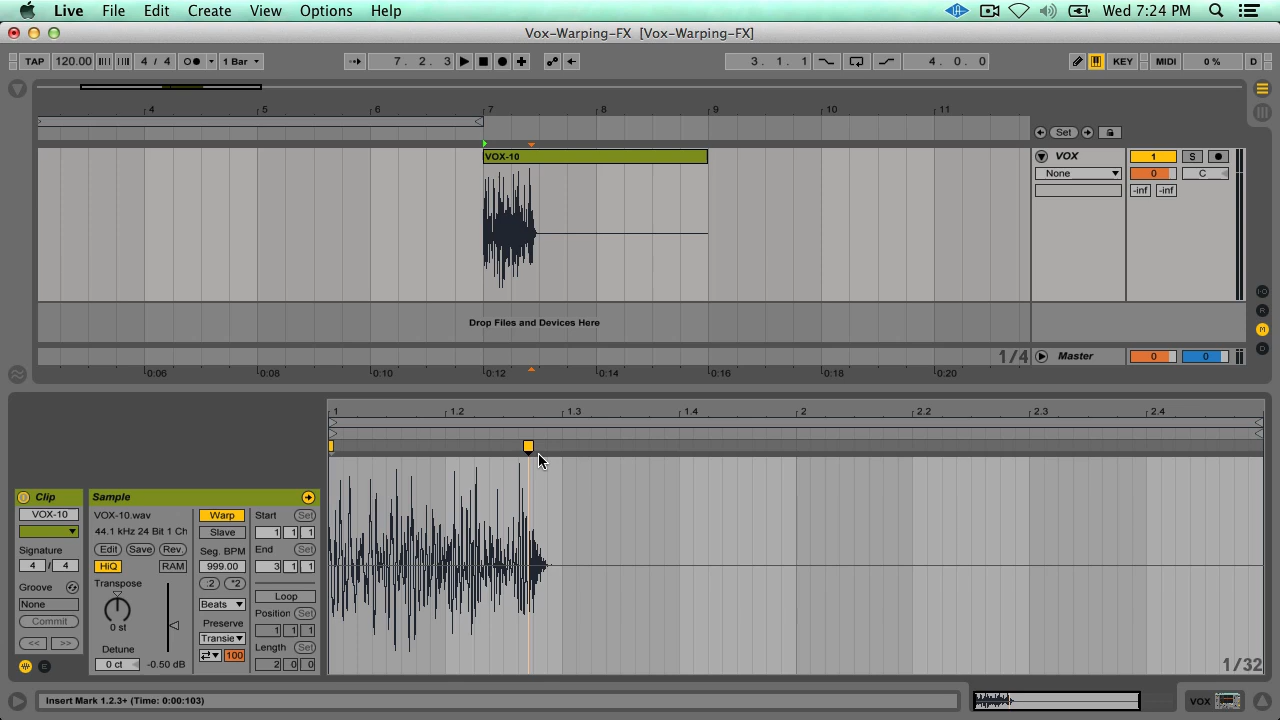 Live File Edit Create View Options Help Wed 7:24 PM
Vox-Warping-FX [Vox-Warping-FX]
TAP 120.00 4 / 4 1 Bar 7. 2. 3 3. 1. 1 4. 0. 0 KEY MIDI 0 % D
4 5 6 7 8 9 10 11
Set
VOX-10
VOX 1 S
None 0 C
-inf -inf
Drop Files and Devices Here
1/4 Master 0 0
0:06 0:08 0:10 0:12 0:14 0:16 0:18 0:20
I·O
R
M
D
1 1.2 1.3 1.4 2 2.2 2.3 2.4
Clip Sample
VOX-10 VOX-10.wav Warp Start Set
44.1 kHz 24 Bit 1 Ch Slave 1 1 1
Signature Edit Save Rev. Seg. BPM End Set
4 / 4 HiQ RAM 999.00 3 1 1
Groove Transpose :2 *2 Loop
None Beats Position Set
Commit 0 st Preserve 1 1 1
<< >> Detune Transie Length Set
E 0 ct -0.50 dB 100 2 0 0
1/32
Insert Mark 1.2.3+ (Time: 0:00:103) VOX